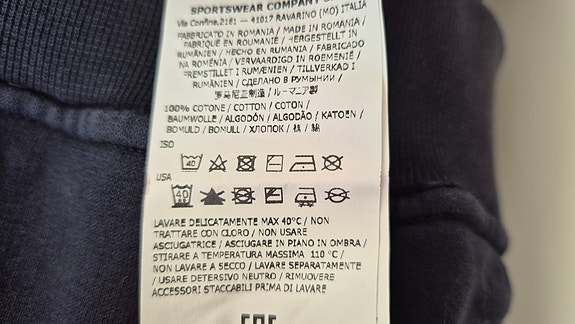 SPORTSWEAR COMPANY
Via Confine,2161 — 41017 RAVARINO (MO) ITALIA
FABBRICATO IN ROMANIA / MADE IN ROMANIA /
FABRIQUÉ EN ROUMANIE / HERGESTELLT IN
RUMÄNIEN / HECHO EN RUMANIA / FABRICADO
NA ROMÉNIA / VERVAARDIGD IN ROEMENIË /
FREMSTILLET I RUMÆNIEN / TILLVERKAD I
RUMÄNIEN / СДЕЛАНО В РУМЫНИИ /
罗马尼亚制造 / ルーマニア製
100% COTONE / COTTON / COTON /
BAUMWOLLE / ALGODÓN / ALGODÃO / KATOEN /
BOMULD / BOMULL / ХЛОПОК / 棉 / 綿
ISO
40
USA
40
LAVARE DELICATAMENTE MAX 40°C / NON
TRATTARE CON CLORO / NON USARE
ASCIUGATRICE / ASCIUGARE IN PIANO IN OMBRA /
STIRARE A TEMPERATURA MASSIMA 110 °C /
NON LAVARE A SECCO / LAVARE SEPARATAMENTE
/ USARE DETERSIVO NEUTRO / RIMUOVERE
ACCESSORI STACCABILI PRIMA DI LAVARE